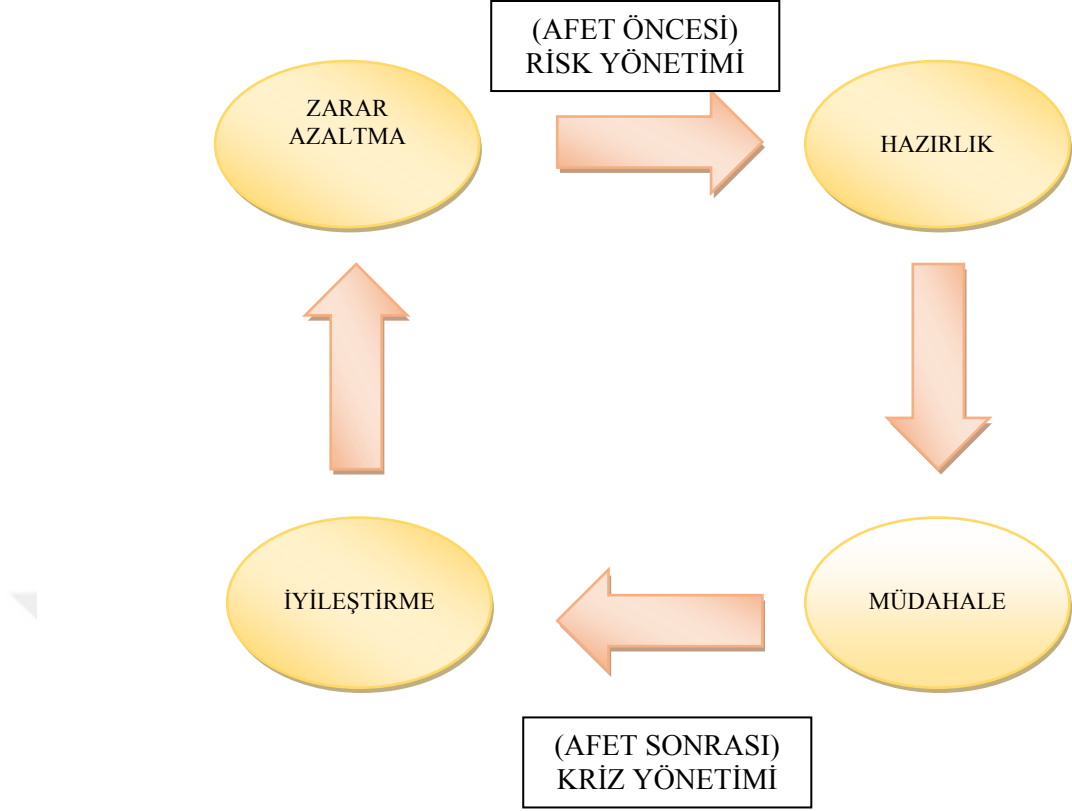 (AFET ÖNCESİ)
RİSK YÖNETİMİ
ZARAR
AZALTMA
HAZIRLIK
İYİLEŞTİRME
MÜDAHALE
(AFET SONRASI)
KRİZ YÖNETİMİ